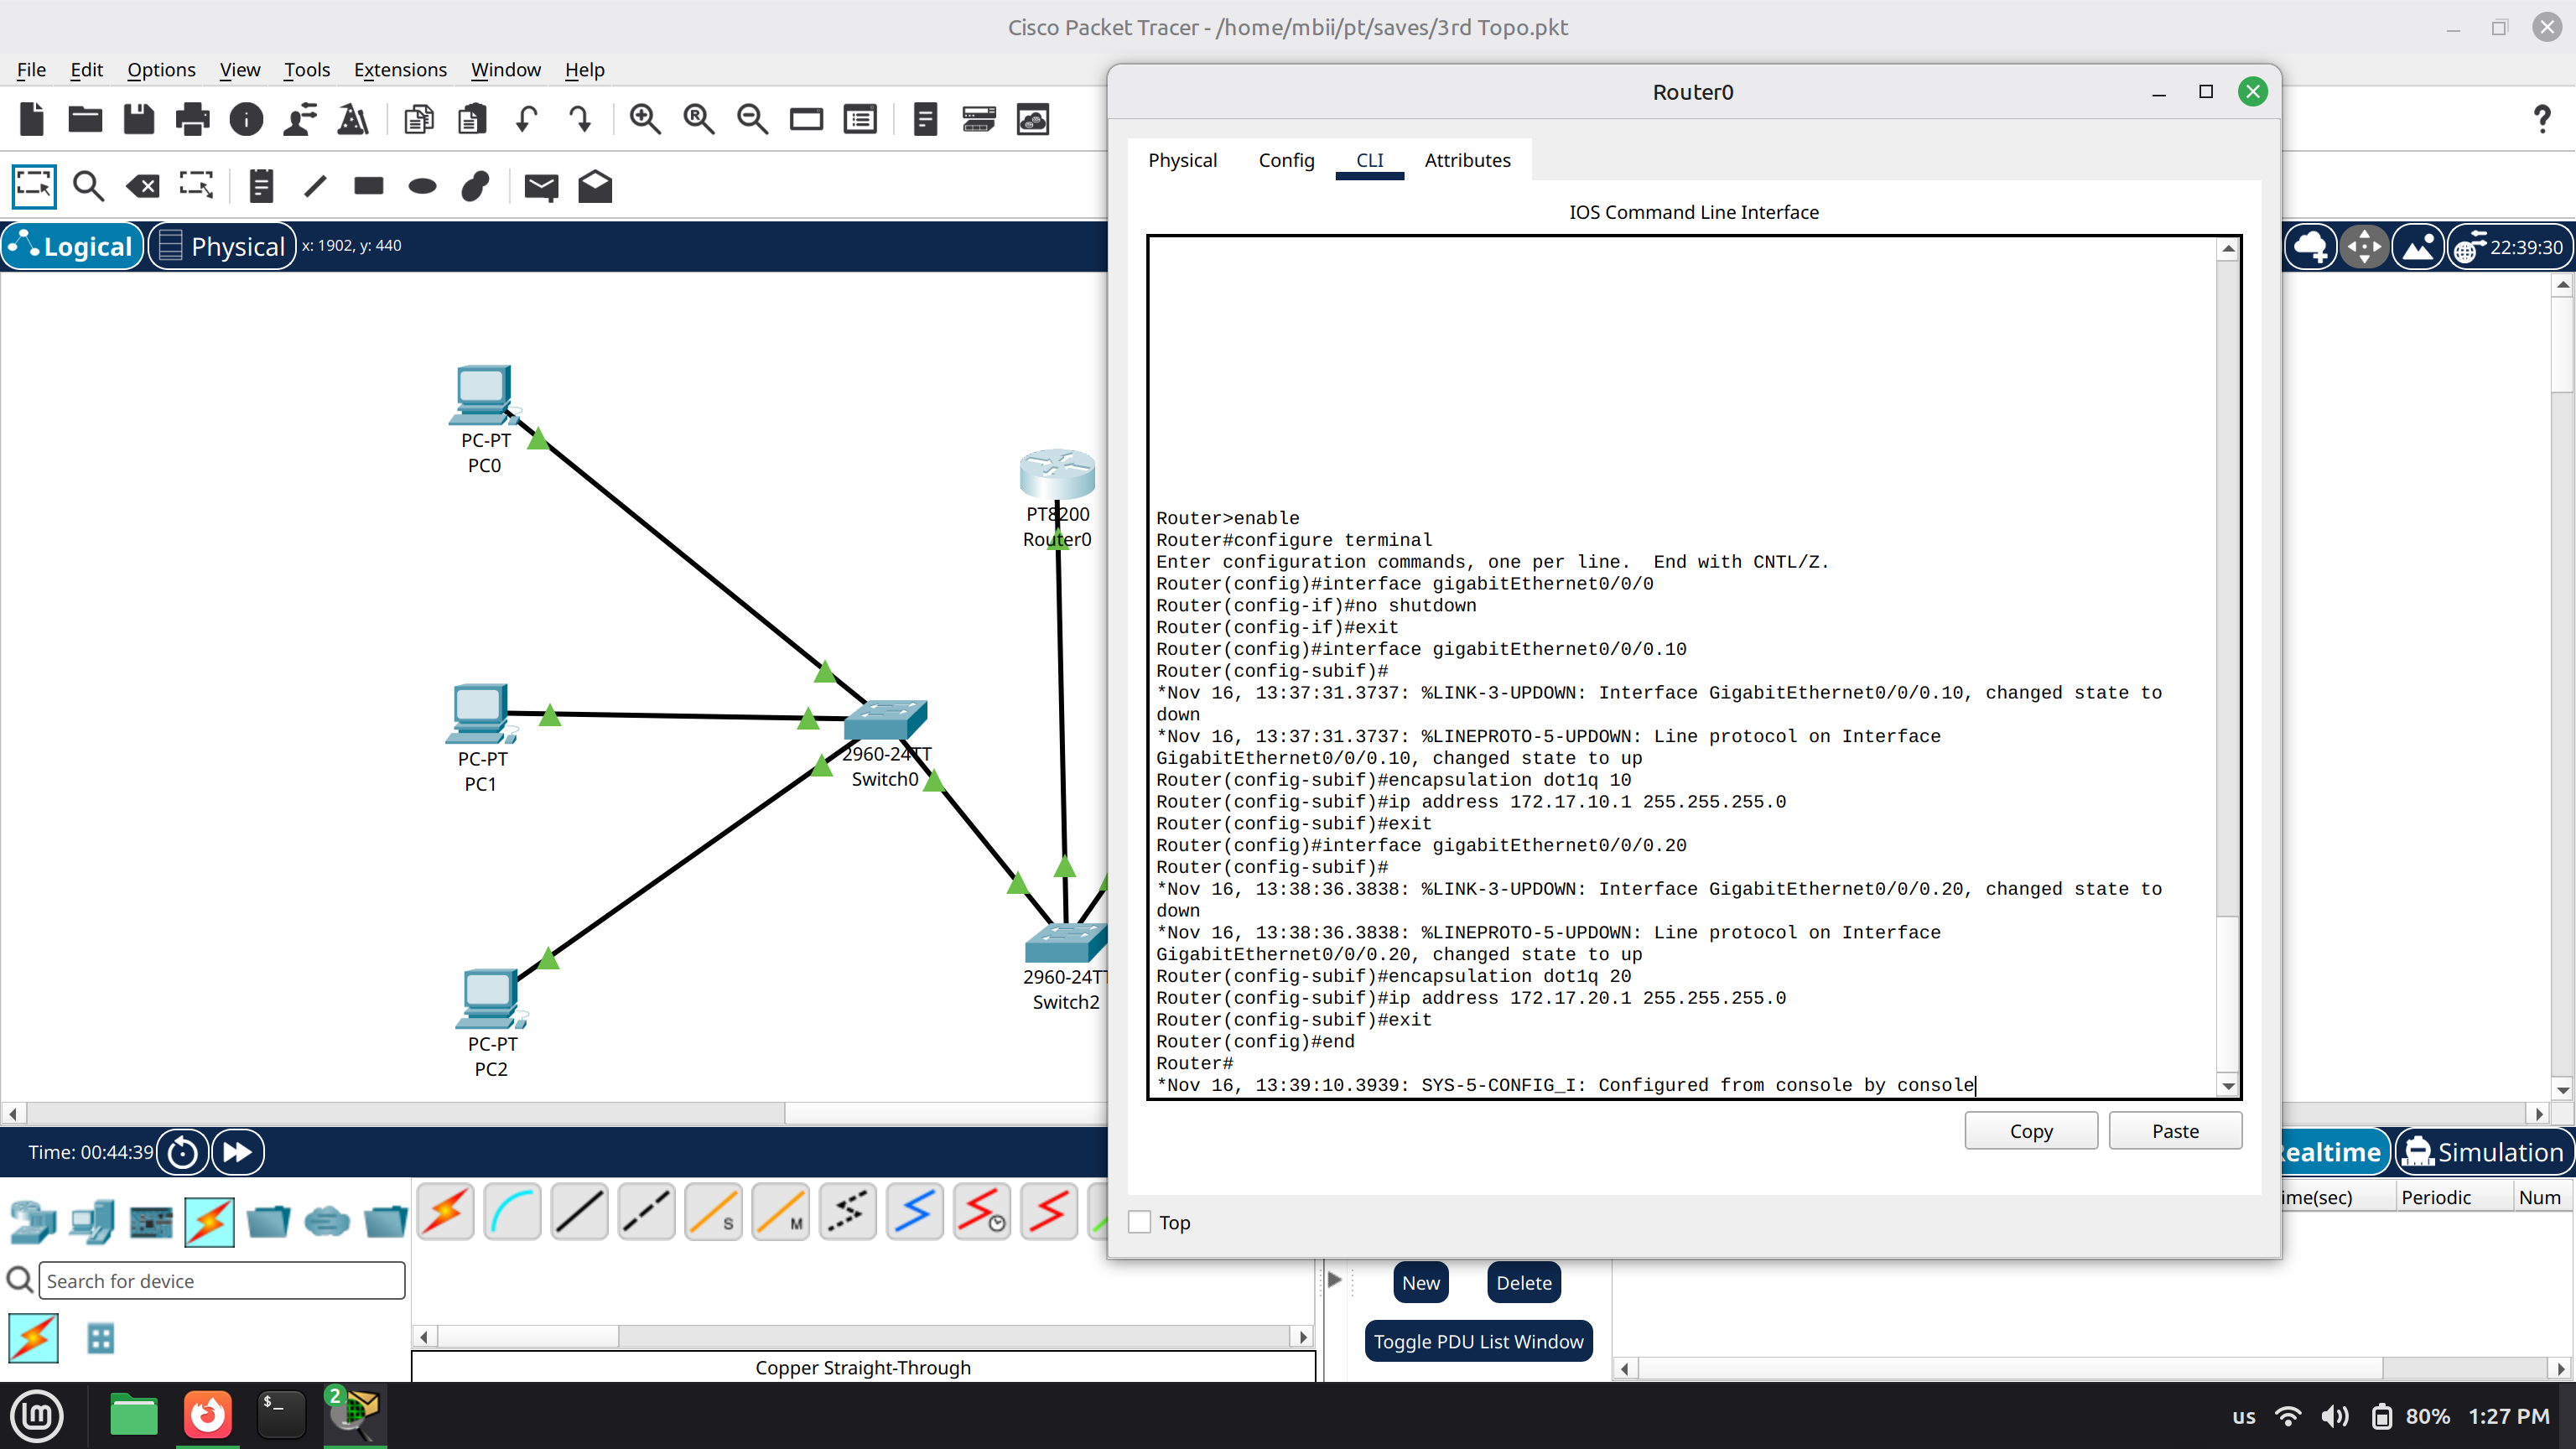 Cisco Packet Tracer - /home/mbii/pt/saves/3rd Topo.pkt
File Edit Options View Tools Extensions Window Help
Router0
Physical Config CLI Attributes
IOS Command Line Interface
Logical Physical x: 1902, y: 440
22:39:30
PC-PT
PC0
PT8200
Router0
PC-PT
PC1
2960-24TT
Switch0
2960-24TT
Switch2
PC-PT
PC2
Router>enable
Router#configure terminal
Enter configuration commands, one per line.  End with CNTL/Z.
Router(config)#interface gigabitEthernet0/0/0
Router(config-if)#no shutdown
Router(config-if)#exit
Router(config)#interface gigabitEthernet0/0/0.10
Router(config-subif)#
*Nov 16, 13:37:31.3737: %LINK-3-UPDOWN: Interface GigabitEthernet0/0/0.10, changed state to
down
*Nov 16, 13:37:31.3737: %LINEPROTO-5-UPDOWN: Line protocol on Interface
GigabitEthernet0/0/0.10, changed state to up
Router(config-subif)#encapsulation dot1q 10
Router(config-subif)#ip address 172.17.10.1 255.255.255.0
Router(config-subif)#exit
Router(config)#interface gigabitEthernet0/0/0.20
Router(config-subif)#
*Nov 16, 13:38:36.3838: %LINK-3-UPDOWN: Interface GigabitEthernet0/0/0.20, changed state to
down
*Nov 16, 13:38:36.3838: %LINEPROTO-5-UPDOWN: Line protocol on Interface
GigabitEthernet0/0/0.20, changed state to up
Router(config-subif)#encapsulation dot1q 20
Router(config-subif)#ip address 172.17.20.1 255.255.255.0
Router(config-subif)#exit
Router(config)#end
Router#
*Nov 16, 13:39:10.3939: SYS-5-CONFIG_I: Configured from console by console
Copy Paste
Top
Time: 00:44:39
ealtime Simulation
ime(sec) Periodic Num
S M
Search for device
New Delete
Toggle PDU List Window
Copper Straight-Through
2
$_
us 80% 1:27 PM